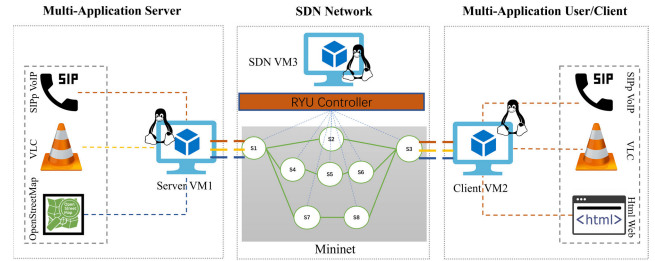 Multi-Application Server
SDN Network
Multi-Application User/Client
SIPp VoIP
SIP
VLC
OpenStreetMap
Server VM1
SDN VM3
RYU Controller
S1
S2
S3
S4
S5
S6
S7
S8
Mininet
Client VM2
SIP
SIPp VoIP
VLC
<html>
Html Web